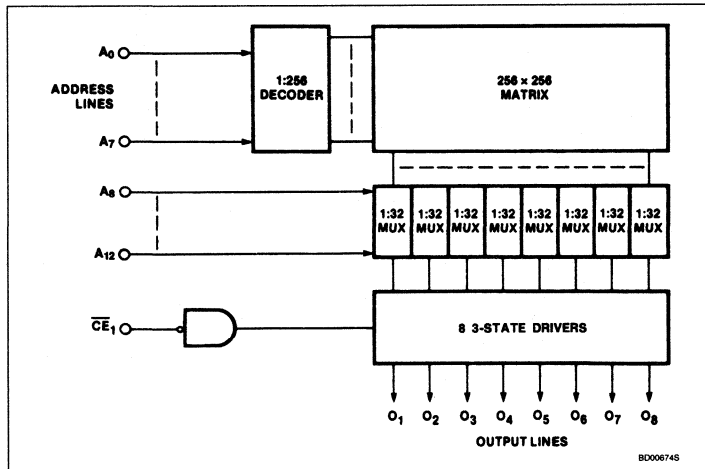 A0
ADDRESS
LINES
A7
1:256
DECODER
256 × 256
MATRIX
A8
A12
1:32
MUX
1:32
MUX
1:32
MUX
1:32
MUX
1:32
MUX
1:32
MUX
1:32
MUX
1:32
MUX
C̅E̅1
8 3-STATE DRIVERS
O1 O2 O3 O4 O5 O6 O7 O8
OUTPUT LINES
BD00674S